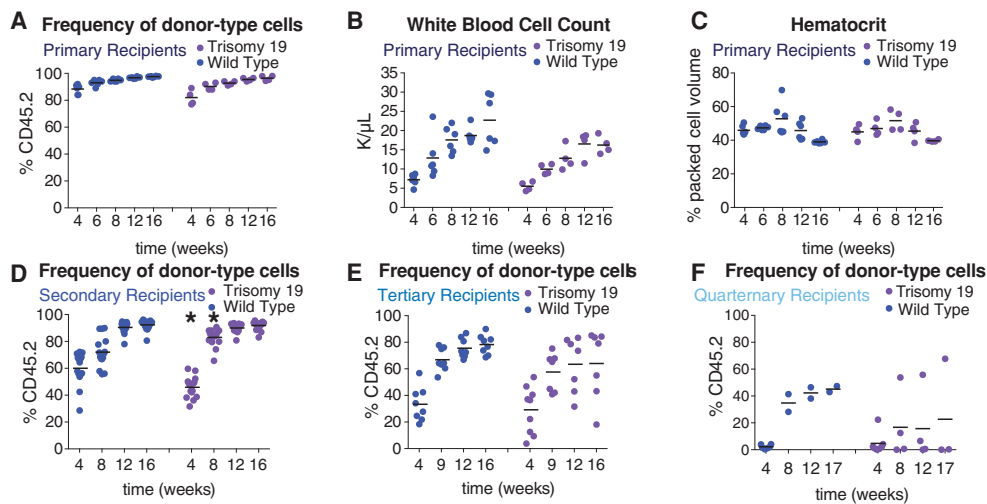 A Frequency of donor-type cells
Primary Recipients
Trisomy 19
Wild Type
% CD45.2
100
80
60
40
20
0
4 6 8 12 16 4 6 8 12 16
time (weeks)
B White Blood Cell Count
Primary Recipients
Trisomy 19
Wild Type
K/µL
35
30
25
20
15
10
5
0
4 6 8 12 16 4 6 8 12 16
time (weeks)
C Hematocrit
Primary Recipients
Trisomy 19
Wild Type
% packed cell volume
80
60
40
20
0
4 6 8 12 16 4 6 8 12 16
time (weeks)
D Frequency of donor-type cells
Secondary Recipients
Trisomy 19
Wild Type
* *
% CD45.2
100
80
60
40
20
0
4 8 12 16 4 8 12 16
time (weeks)
E Frequency of donor-type cells
Tertiary Recipients
Trisomy 19
Wild Type
% CD45.2
100
80
60
40
20
0
4 9 12 16 4 9 12 16
time (weeks)
F Frequency of donor-type cells
Quarternary Recipients
Trisomy 19
Wild Type
% CD45.2
100
80
60
40
20
0
4 8 12 17 4 8 12 17
time (weeks)